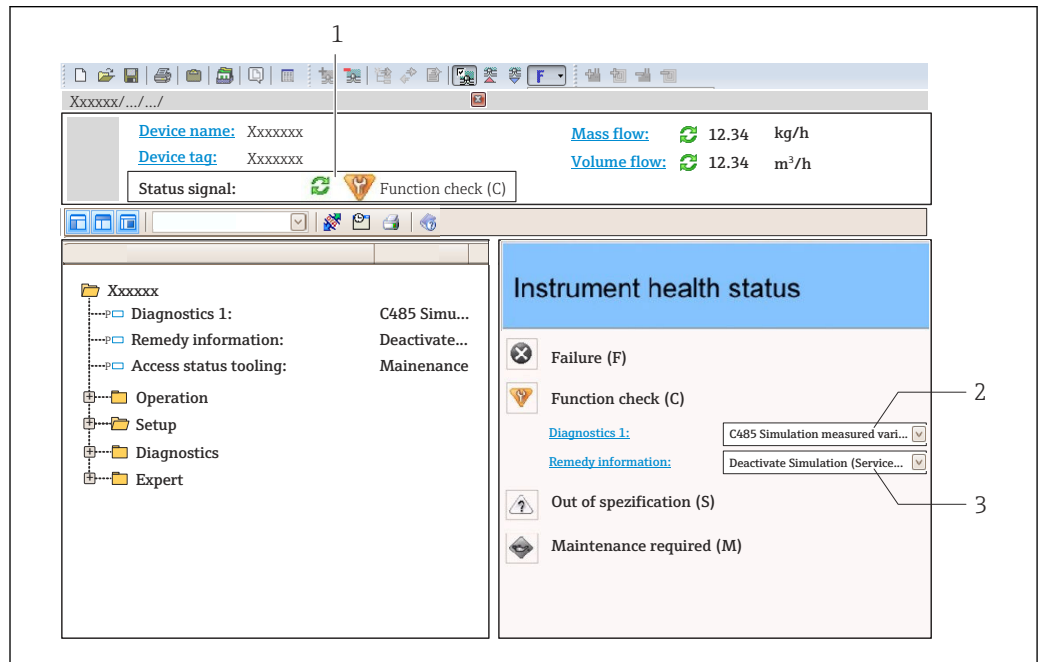 1
F
Xxxxxx/.../.../
Device name: Xxxxxxx
Mass flow: 12.34 kg/h
Device tag: Xxxxxxx
Volume flow: 12.34 m³/h
Status signal: Function check (C)
Xxxxxx
P Diagnostics 1: C485 Simu...
P Remedy information: Deactivate...
P Access status tooling: Mainenance
Operation
Setup
Diagnostics
Expert
Instrument health status
Failure (F)
Function check (C)
Diagnostics 1: C485 Simulation measured vari...
2
Remedy information: Deactivate Simulation (Service...
3
Out of spezification (S)
Maintenance required (M)